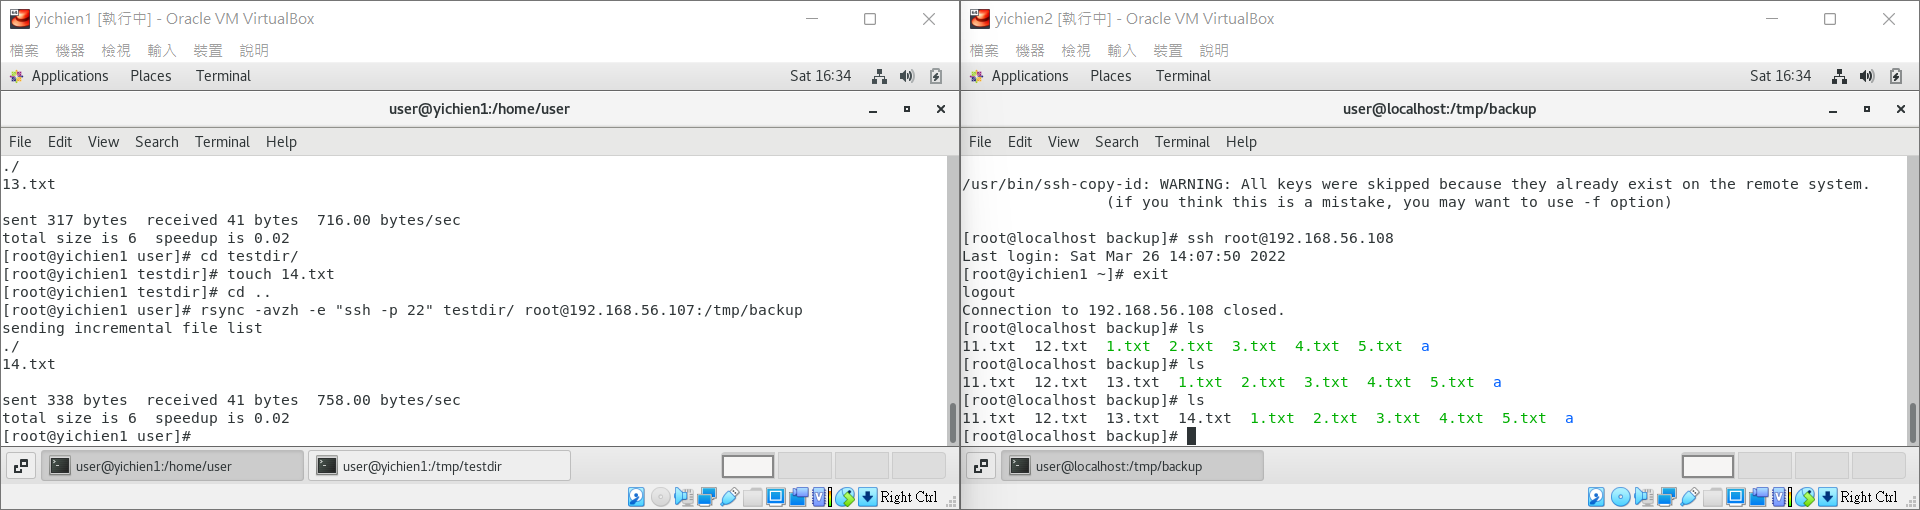 yichien1 [執行中] - Oracle VM VirtualBox
檔案 機器 檢視 輸入 裝置 說明
Applications Places Terminal Sat 16:34
user@yichien1:/home/user
File Edit View Search Terminal Help
./
13.txt
sent 317 bytes  received 41 bytes  716.00 bytes/sec
total size is 6  speedup is 0.02
[root@yichien1 user]# cd testdir/
[root@yichien1 testdir]# touch 14.txt
[root@yichien1 testdir]# cd ..
[root@yichien1 user]# rsync -avzh -e "ssh -p 22" testdir/ root@192.168.56.107:/tmp/backup
sending incremental file list
./
14.txt
sent 338 bytes  received 41 bytes  758.00 bytes/sec
total size is 6  speedup is 0.02
[root@yichien1 user]#
user@yichien1:/home/user user@yichien1:/tmp/testdir
Right Ctrl
yichien2 [執行中] - Oracle VM VirtualBox
檔案 機器 檢視 輸入 裝置 說明
Applications Places Terminal Sat 16:34
user@localhost:/tmp/backup
File Edit View Search Terminal Help
/usr/bin/ssh-copy-id: WARNING: All keys were skipped because they already exist on the remote system.
(if you think this is a mistake, you may want to use -f option)
[root@localhost backup]# ssh root@192.168.56.108
Last login: Sat Mar 26 14:07:50 2022
[root@yichien1 ~]# exit
logout
Connection to 192.168.56.108 closed.
[root@localhost backup]# ls
11.txt  12.txt  1.txt  2.txt  3.txt  4.txt  5.txt  a
[root@localhost backup]# ls
11.txt  12.txt  13.txt  1.txt  2.txt  3.txt  4.txt  5.txt  a
[root@localhost backup]# ls
11.txt  12.txt  13.txt  14.txt  1.txt  2.txt  3.txt  4.txt  5.txt  a
[root@localhost backup]#
user@localhost:/tmp/backup
Right Ctrl